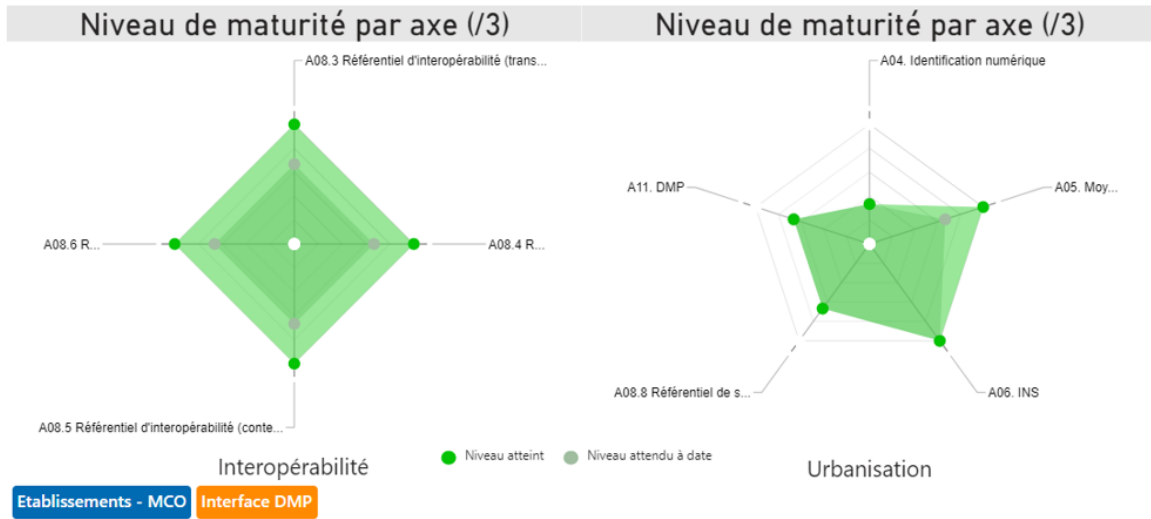 Niveau de maturité par axe (/3)
Niveau de maturité par axe (/3)
A08.3 Référentiel d'interopérabilité (trans...
A08.6 R...
A08.4 R...
A08.5 Référentiel d'interopérabilité (conte...
A04. Identification numérique
A11. DMP
A05. Moy...
A08.8 Référentiel de s...
A06. INS
Niveau atteint
Niveau attendu à date
Interopérabilité
Urbanisation
Etablissements - MCO
Interface DMP